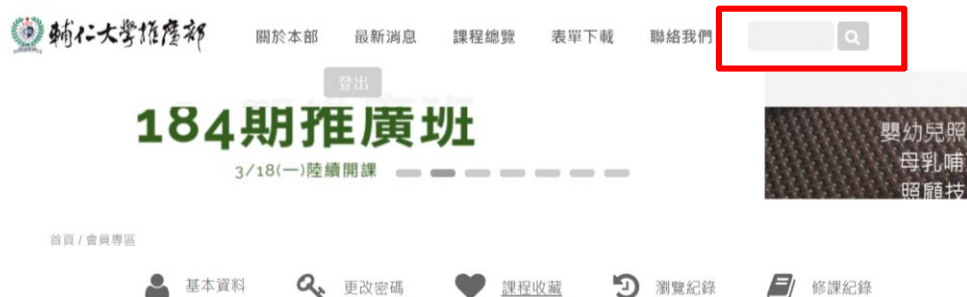 輔仁大學推廣部
關於本部 最新消息 課程總覽 表單下載 聯絡我們
登出
184期推廣班
3/18(一)陸續開課
嬰幼兒照
母乳哺
照顧技
首頁 / 會員專區
基本資料 更改密碼 課程收藏 瀏覽紀錄 修課紀錄